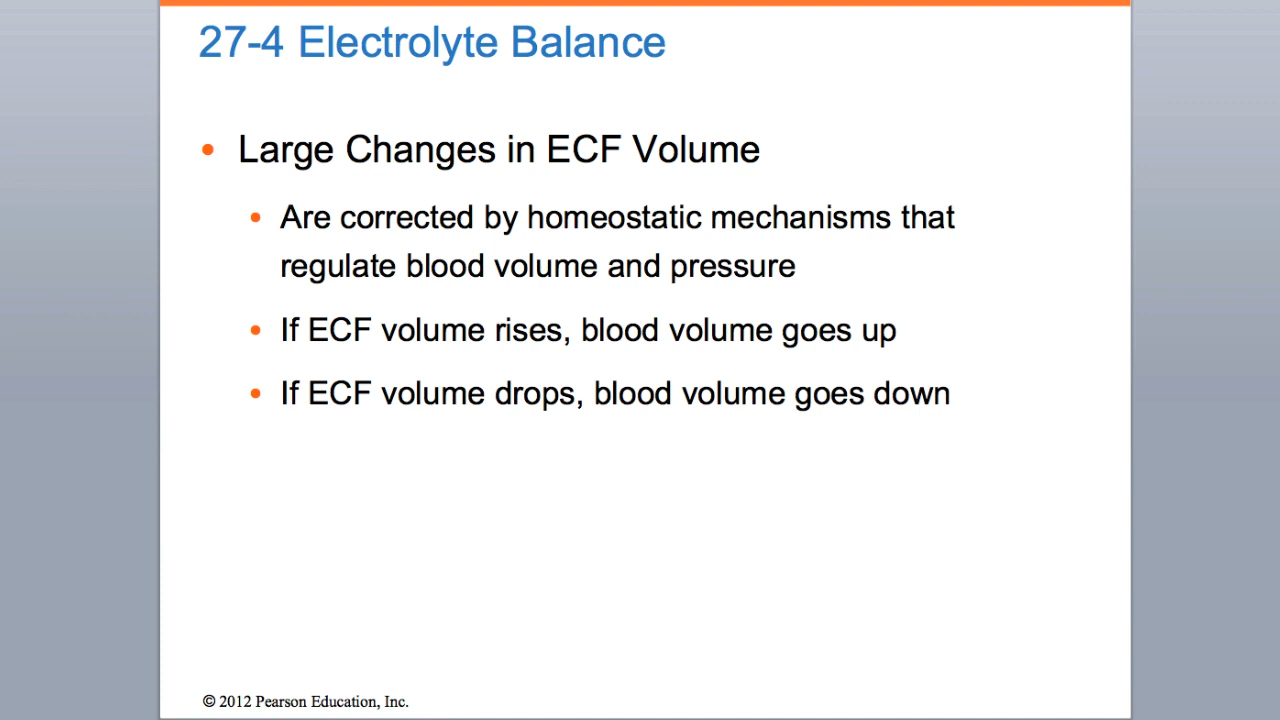 27-4 Electrolyte Balance
• Large Changes in ECF Volume
• Are corrected by homeostatic mechanisms that
regulate blood volume and pressure
• If ECF volume rises, blood volume goes up
• If ECF volume drops, blood volume goes down
© 2012 Pearson Education, Inc.